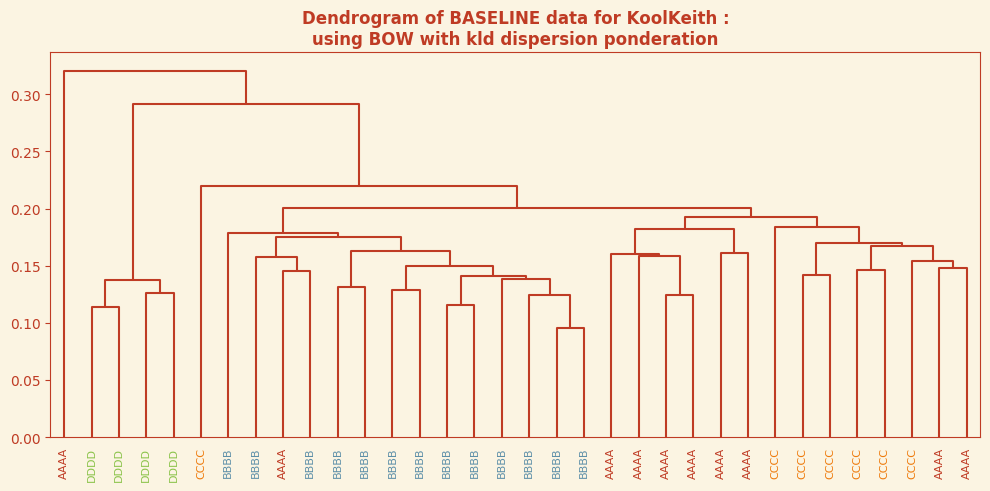 Dendrogram of BASELINE data for KoolKeith :
using BOW with kld dispersion ponderation
0.30
0.25
0.20
0.15
0.10
0.05
0.00
AAAA
DDDD
DDDD
DDDD
DDDD
CCCC
BBBB
BBBB
AAAA
BBBB
BBBB
BBBB
BBBB
BBBB
BBBB
BBBB
BBBB
BBBB
BBBB
BBBB
AAAA
AAAA
AAAA
AAAA
AAAA
AAAA
CCCC
CCCC
CCCC
CCCC
CCCC
CCCC
AAAA
AAAA